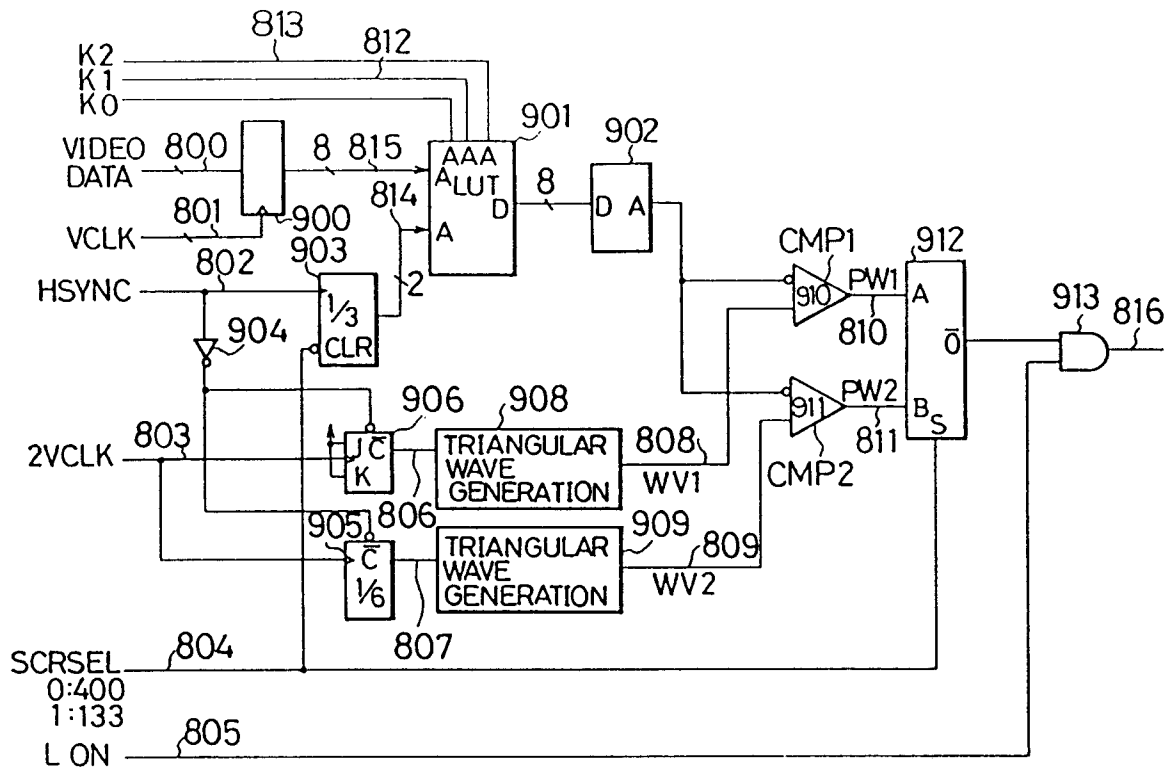 813
K2
812
K1
K0
901
902
VIDEO
DATA
800
8
815
A A A
A LUT
D
8
D A
814
A
801
VCLK
900
903
802
HSYNC
1/3
CLR
2
904
CMP1
910
PW1
810
912
A
O̅
913
816
CMP2
911
PW2
811
B
S
906
908
803
2VCLK
J C̅
K
806
TRIANGULAR
WAVE
GENERATION
808
WV1
905
C̅
1/6
807
909
TRIANGULAR
WAVE
GENERATION
809
WV2
SCRSEL
804
0:400
1:133
L ON
805